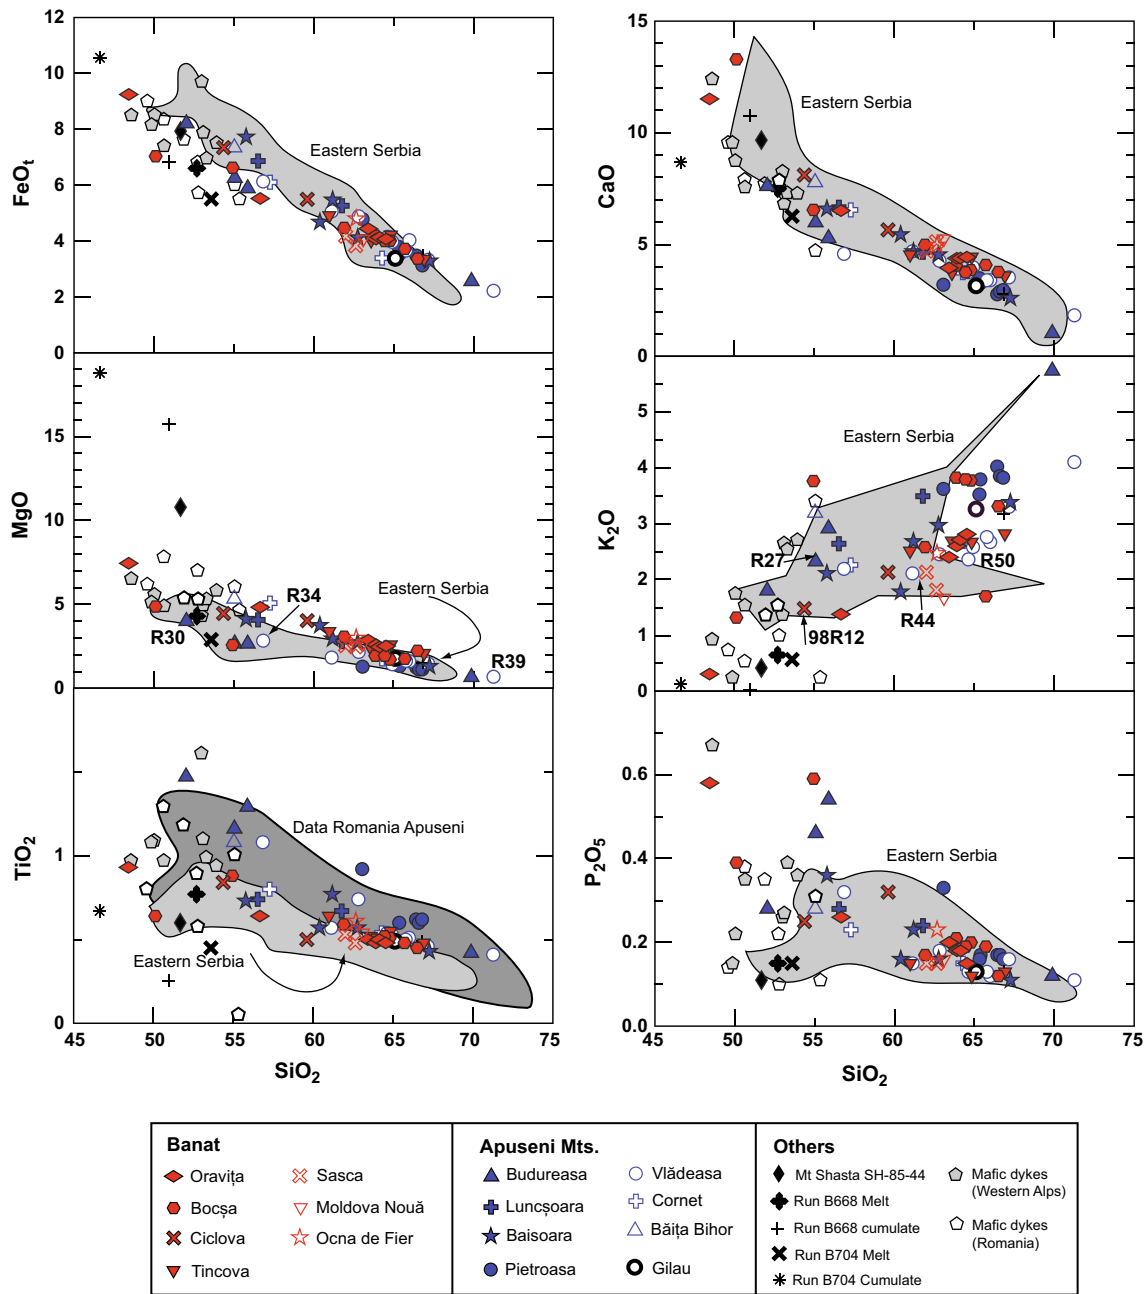 12
10
8
6
4
2
0
FeOt
Eastern Serbia
15
10
5
0
CaO
Eastern Serbia
15
10
5
0
MgO
R30
R34
Eastern Serbia
R39
6
5
4
3
2
1
0
K2O
Eastern Serbia
R27
R50
R44
98R12
1
0
TiO2
Data Romania Apuseni
Eastern Serbia
0.6
0.4
0.2
0.0
P2O5
Eastern Serbia
45 50 55 60 65 70 75
SiO2
45 50 55 60 65 70 75
SiO2
Banat
Oravița
Bocșa
Ciclova
Tincova
Sasca
Moldova Nouă
Ocna de Fier
Apuseni Mts.
Budureasa
Luncșoara
Baisoara
Pietroasa
Vlădeasa
Cornet
Băița Bihor
Gilau
Others
Mt Shasta SH-85-44
Run B668 Melt
Run B668 cumulate
Run B704 Melt
Run B704 Cumulate
Mafic dykes
(Western Alps)
Mafic dykes
(Romania)